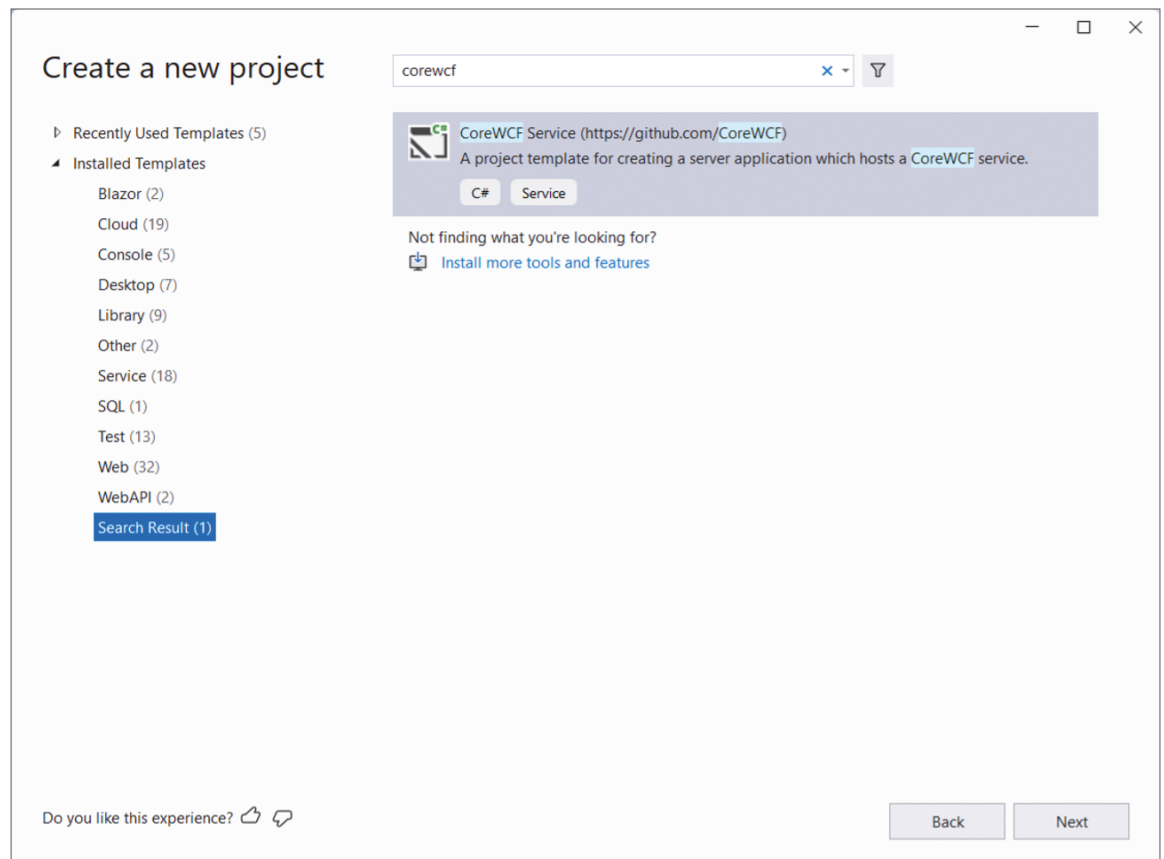 Create a new project
corewcf
Recently Used Templates (5)
Installed Templates
Blazor (2)
Cloud (19)
Console (5)
Desktop (7)
Library (9)
Other (2)
Service (18)
SQL (1)
Test (13)
Web (32)
WebAPI (2)
Search Result (1)
C#
CoreWCF Service (https://github.com/CoreWCF)
A project template for creating a server application which hosts a CoreWCF service.
C# Service
Not finding what you're looking for?
Install more tools and features
Do you like this experience?
Back Next